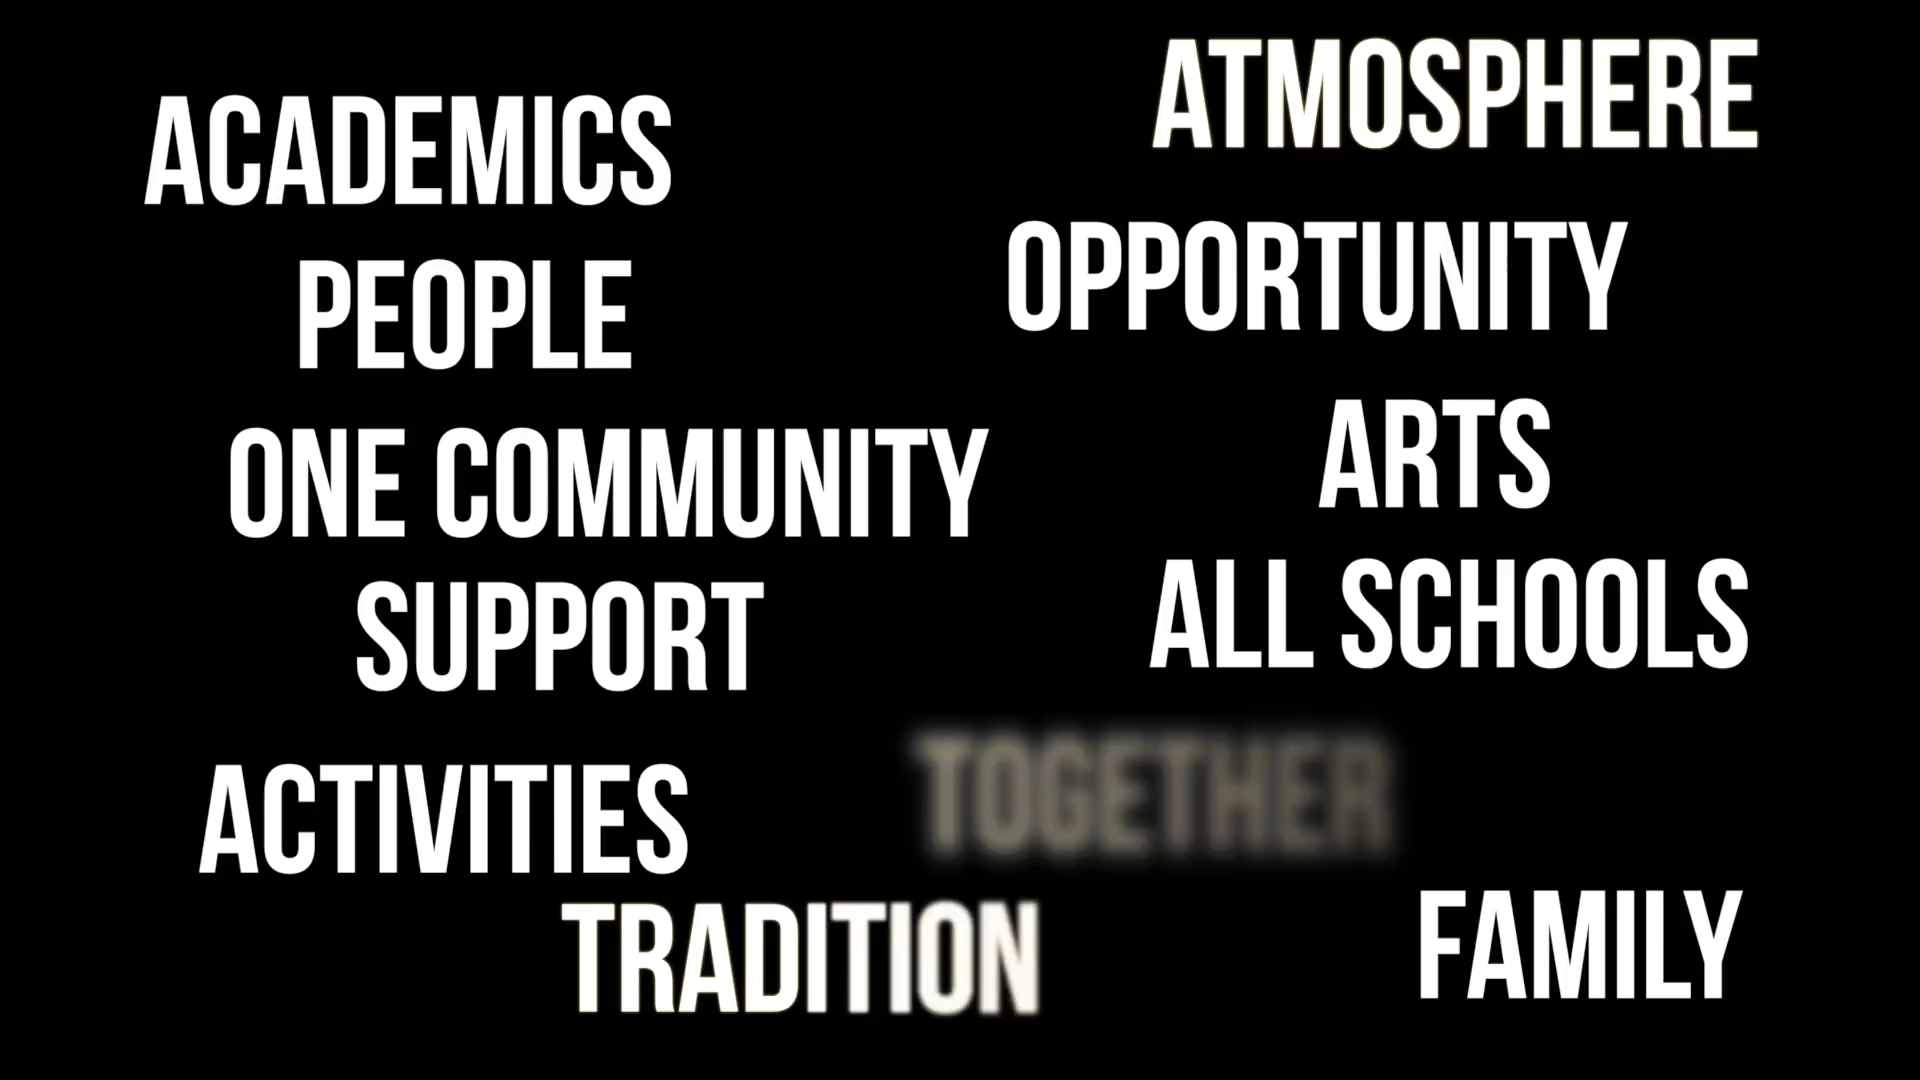 ATMOSPHERE
ACADEMICS
OPPORTUNITY
PEOPLE
ARTS
ONE COMMUNITY
ALL SCHOOLS
SUPPORT
TOGETHER
ACTIVITIES
FAMILY
TRADITION